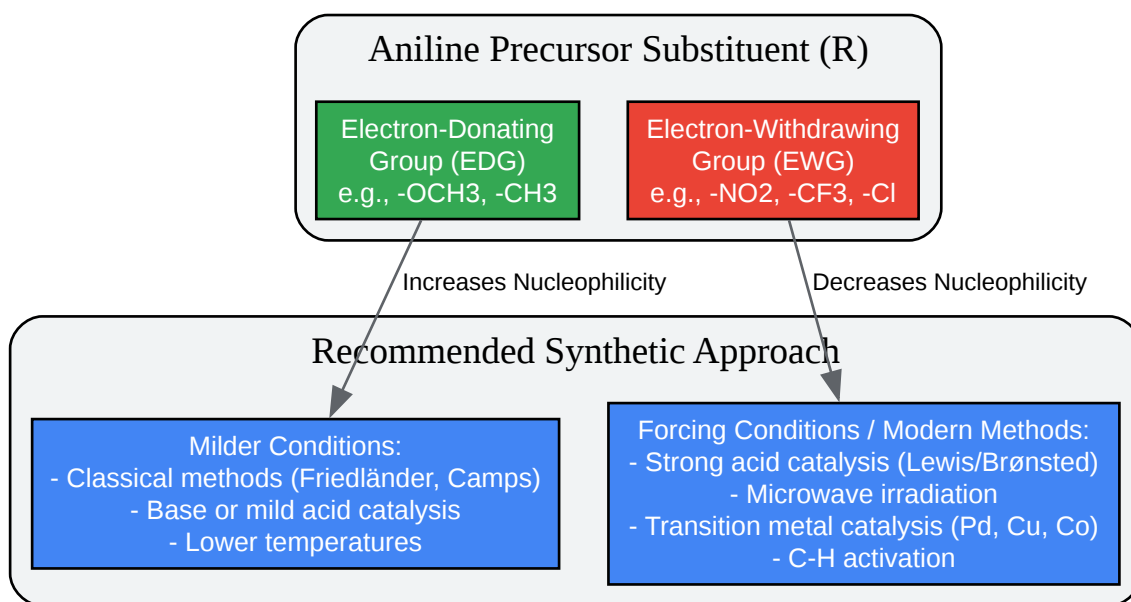 Aniline Precursor Substituent (R)
Electron-Donating
Group (EDG)
e.g., -OCH3, -CH3
Electron-Withdrawing
Group (EWG)
e.g., -NO2, -CF3, -Cl
Increases Nucleophilicity
Decreases Nucleophilicity
Recommended Synthetic Approach
Milder Conditions:
- Classical methods (Friedländer, Camps)
- Base or mild acid catalysis
- Lower temperatures
Forcing Conditions / Modern Methods:
- Strong acid catalysis (Lewis/Brønsted)
- Microwave irradiation
- Transition metal catalysis (Pd, Cu, Co)
- C-H activation